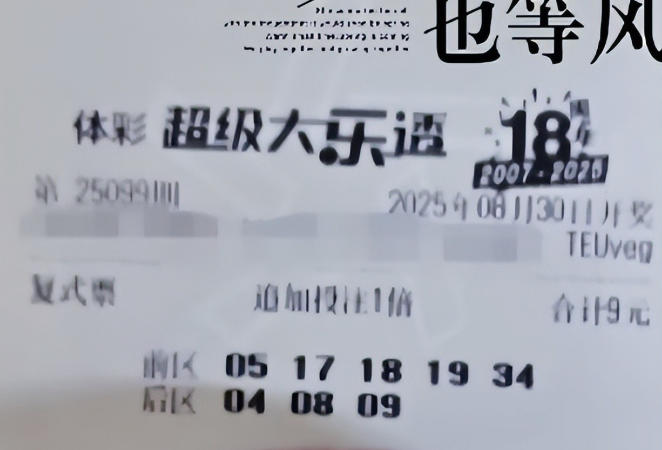 也等风
体彩 超级大乐透 18周年
2007-2025
第 25099期
2025年08月30日开奖
TEUveg
复式票 追加投注1倍 合计9元
前区 05 17 18 19 34
后区 04 08 09